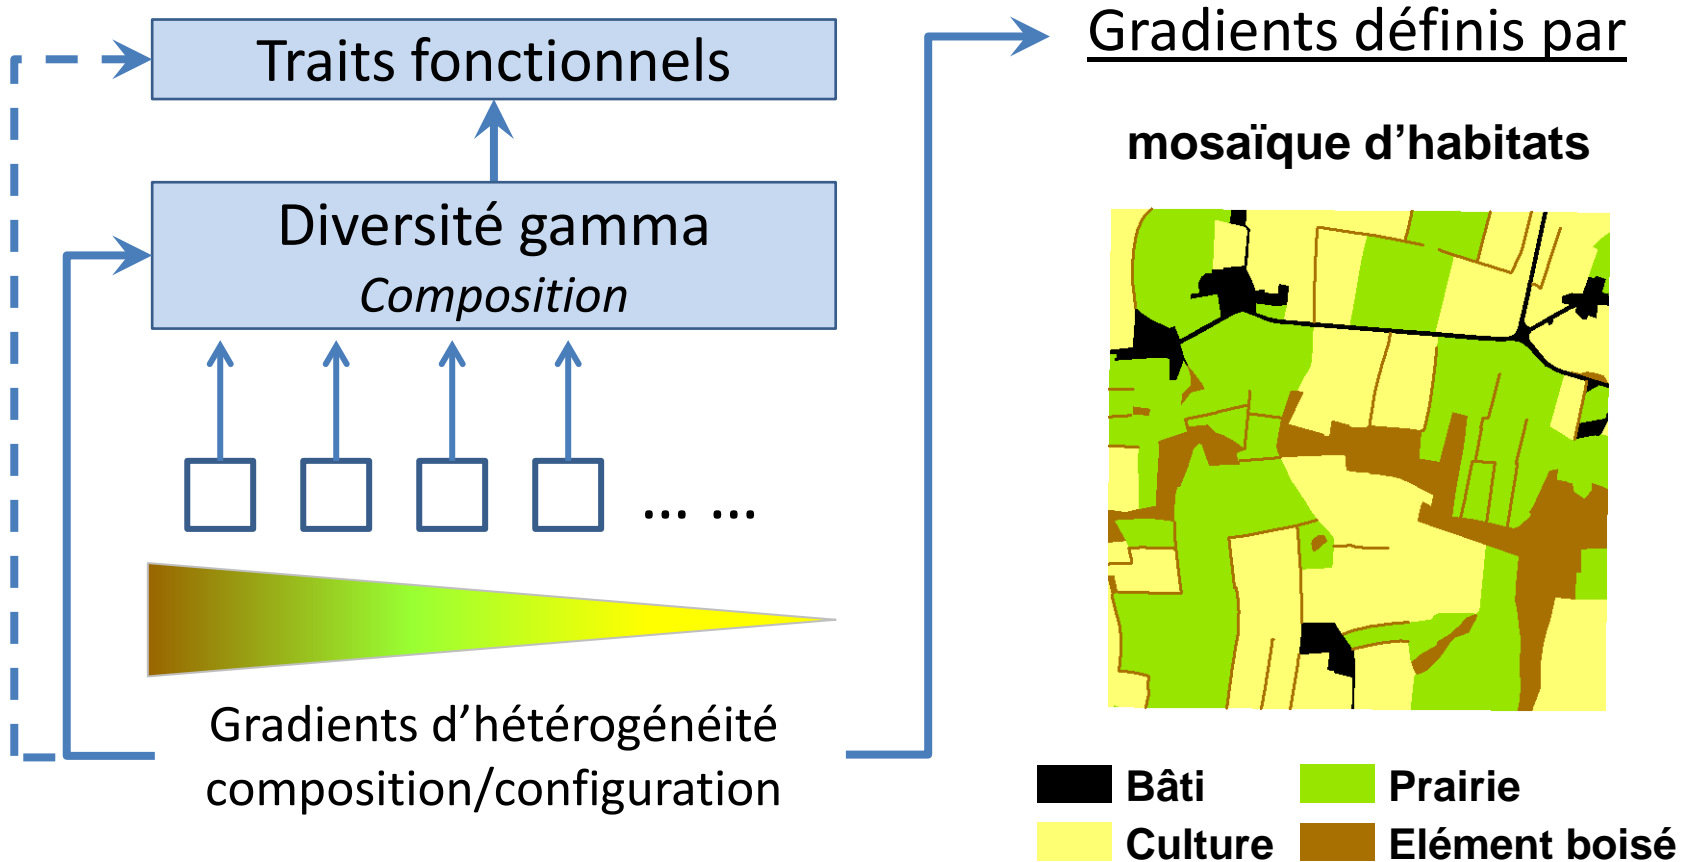 Traits fonctionnels
Diversité gamma
Composition
... ...
Gradients d’hétérogénéité
composition/configuration
Gradients définis par
mosaïque d’habitats
Bâti
Prairie
Culture
Elément boisé